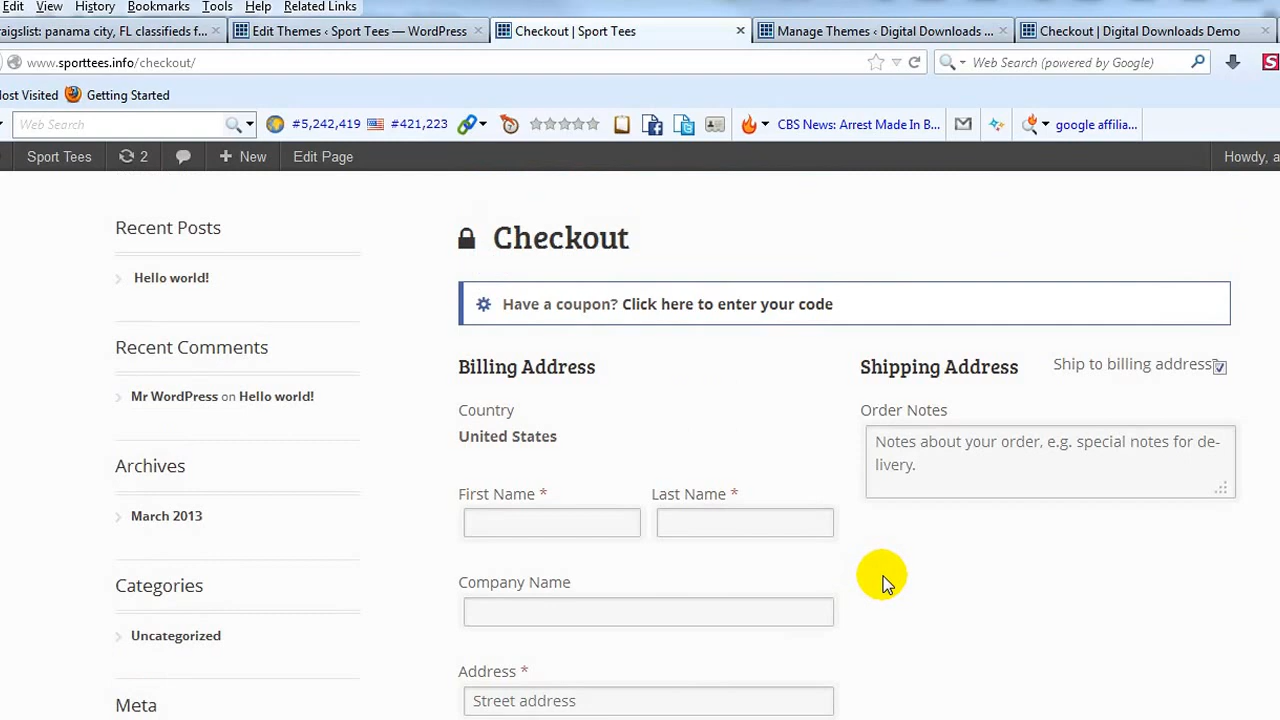 Edit View History Bookmarks Tools Help Related Links
raigslist: panama city, FL classifieds f... Edit Themes ‹ Sport Tees — WordPress Checkout | Sport Tees Manage Themes ‹ Digital Downloads ... Checkout | Digital Downloads Demo
www.sporttees.info/checkout/ Web Search (powered by Google) S
ost Visited Getting Started
Web Search #5,242,419 #421,223 CBS News: Arrest Made In B... google affilia...
Sport Tees 2 New Edit Page Howdy, a
Recent Posts
Hello world!
Recent Comments
Mr WordPress on Hello world!
Archives
March 2013
Categories
Uncategorized
Meta
Checkout
Have a coupon? Click here to enter your code
Billing Address
Country
United States
First Name * Last Name *
Company Name
Address *
Street address
Shipping Address Ship to billing address?
Order Notes
Notes about your order, e.g. special notes for de-
livery.